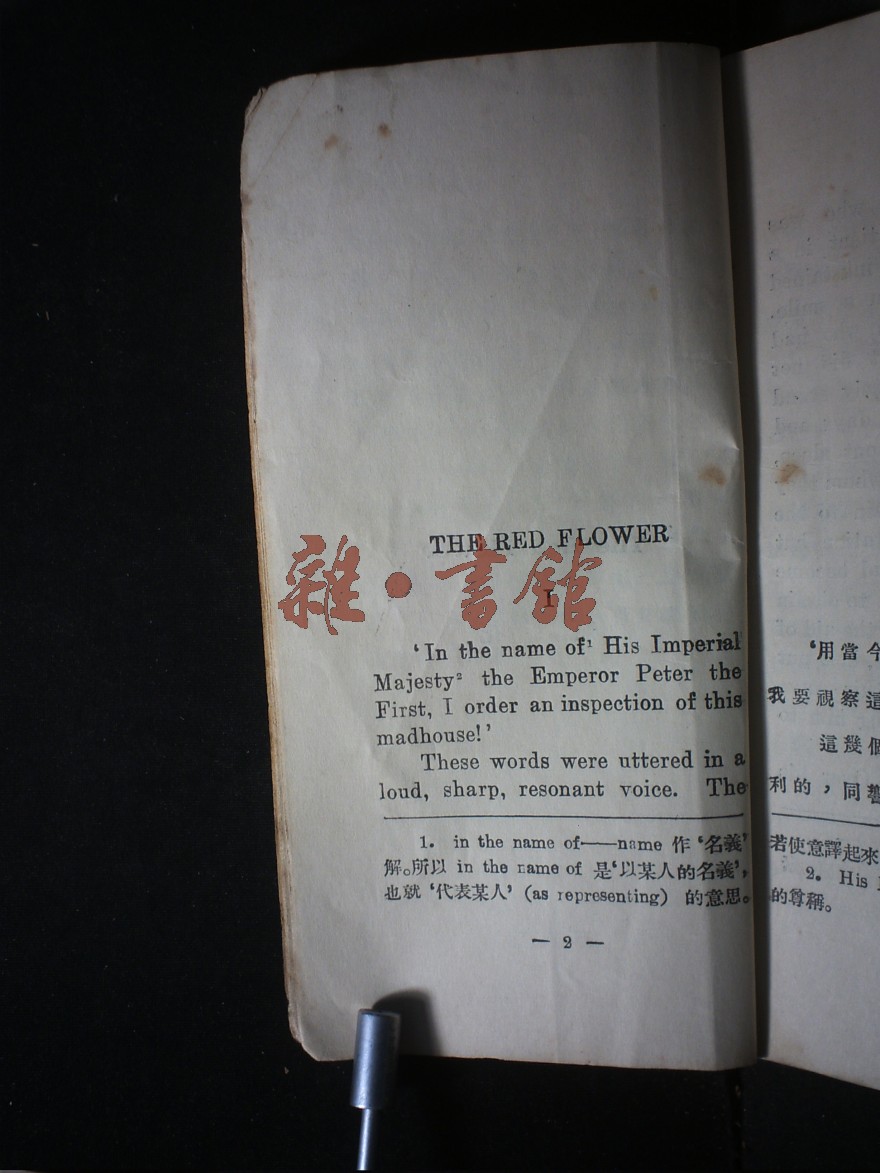 THE RED FLOWER
雜·書館
I
‘In the name of¹ His Imperial
Majesty² the Emperor Peter the
First, I order an inspection of this
madhouse!’
These words were uttered in a
loud, sharp, resonant voice. The
1. in the name of——name 作‘名義’
解。所以 in the name of 是‘以某人的名義’,
也就‘代表某人’ (as representing) 的意思。
— 2 —
‘用當今
我要視察這
這幾個
利的，同
若使意譯起來
2. His
的尊稱。